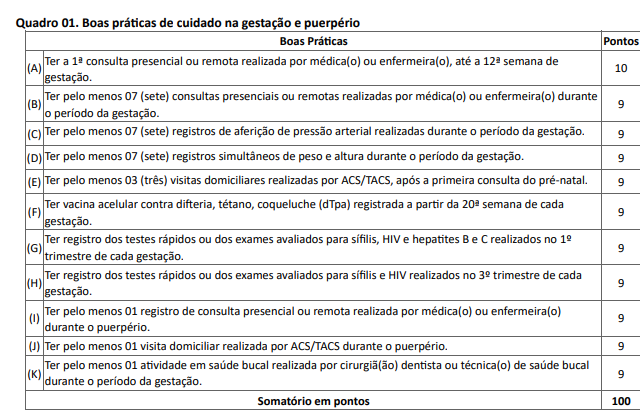 Quadro 01. Boas práticas de cuidado na gestação e puerpério
Boas Práticas Pontos
(A) Ter a 1ª consulta presencial ou remota realizada por médica(o) ou enfermeira(o), até a 12ª semana de
gestação. 10
(B) Ter pelo menos 07 (sete) consultas presenciais ou remotas realizadas por médica(o) ou enfermeira(o) durante
o período da gestação. 9
(C) Ter pelo menos 07 (sete) registros de aferição de pressão arterial realizadas durante o período da gestação. 9
(D) Ter pelo menos 07 (sete) registros simultâneos de peso e altura durante o período da gestação. 9
(E) Ter pelo menos 03 (três) visitas domiciliares realizadas por ACS/TACS, após a primeira consulta do pré-natal. 9
(F) Ter vacina acelular contra difteria, tétano, coqueluche (dTpa) registrada a partir da 20ª semana de cada
gestação. 9
(G) Ter registro dos testes rápidos ou dos exames avaliados para sífilis, HIV e hepatites B e C realizados no 1º
trimestre de cada gestação. 9
(H) Ter registro dos testes rápidos ou dos exames avaliados para sífilis e HIV realizados no 3º trimestre de cada
gestação. 9
(I) Ter pelo menos 01 registro de consulta presencial ou remota realizada por médica(o) ou enfermeira(o)
durante o puerpério. 9
(J) Ter pelo menos 01 visita domiciliar realizada por ACS/TACS durante o puerpério. 9
(K) Ter pelo menos 01 atividade em saúde bucal realizada por cirurgiã(ão) dentista ou técnica(o) de saúde bucal
durante o período da gestação. 9
Somatório em pontos 100